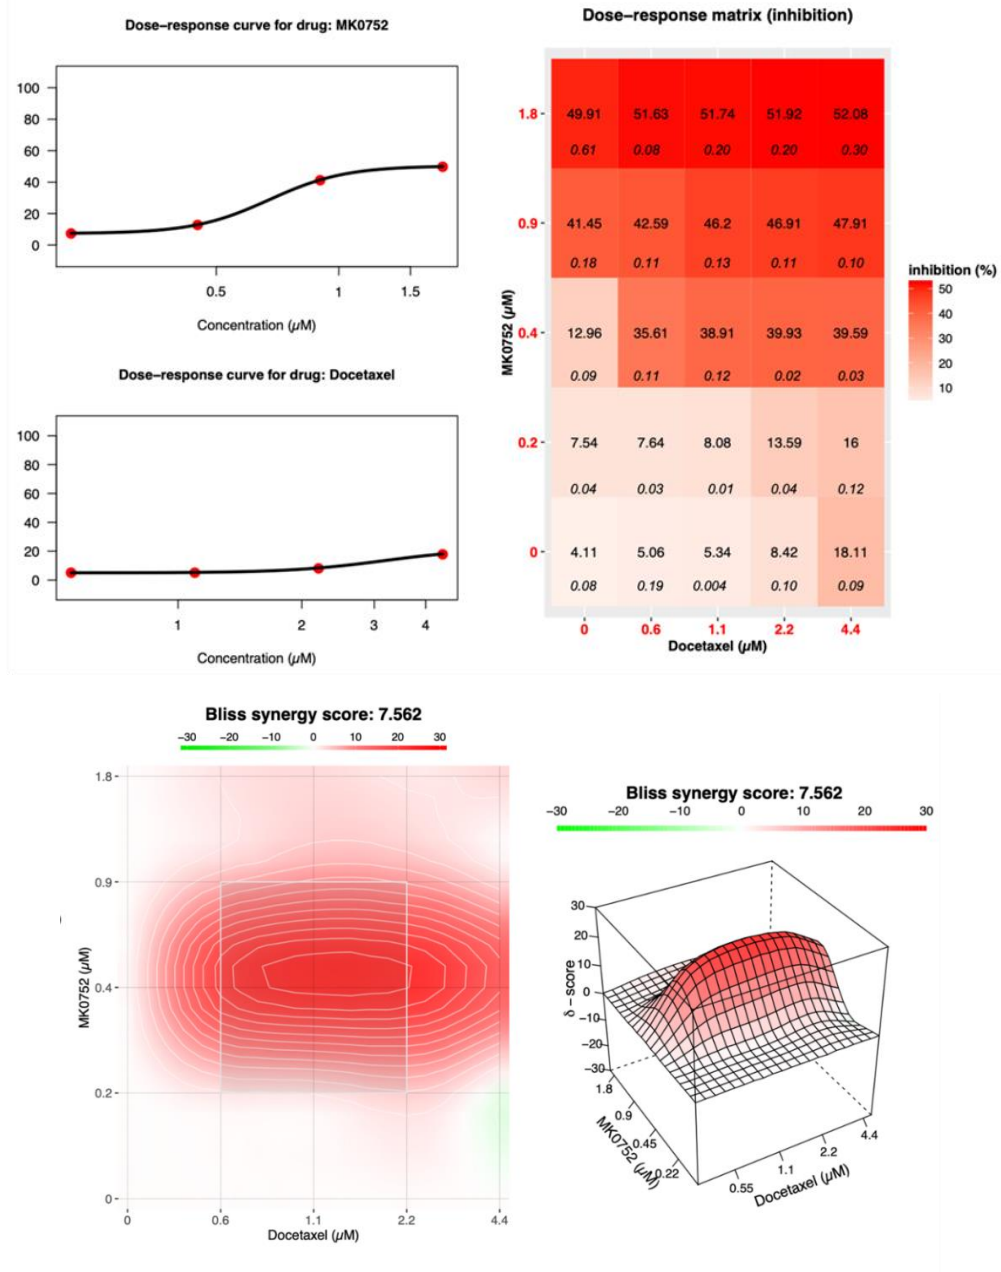 Dose–response curve for drug: MK0752
100
80
60
40
20
0
0.5 1 1.5
Concentration (µM)
Dose–response curve for drug: Docetaxel
100
80
60
40
20
0
1 2 3 4
Concentration (µM)
Dose–response matrix (inhibition)
MK0752 (µM)
1.8 49.91 51.63 51.74 51.92 52.08
0.61 0.08 0.20 0.20 0.30
0.9 41.45 42.59 46.2 46.91 47.91
0.18 0.11 0.13 0.11 0.10
0.4 12.96 35.61 38.91 39.93 39.59
0.09 0.11 0.12 0.02 0.03
0.2 7.54 7.64 8.08 13.59 16
0.04 0.03 0.01 0.04 0.12
0 4.11 5.06 5.34 8.42 18.11
0.08 0.19 0.004 0.10 0.09
0 0.6 1.1 2.2 4.4
Docetaxel (µM)
inhibition (%)
50
40
30
20
10
Bliss synergy score: 7.562
–30 –20 –10 0 10 20 30
MK0752 (µM)
1.8
0.9
0.4
0.2
0
0 0.6 1.1 2.2 4.4
Docetaxel (µM)
Bliss synergy score: 7.562
–30 –20 –10 0 10 20 30
δ – score
30
20
10
0
–10
–20
–30
1.8
0.9
0.45
0.22
MK0752 (µM)
0.55
1.1
2.2
4.4
Docetaxel (µM)